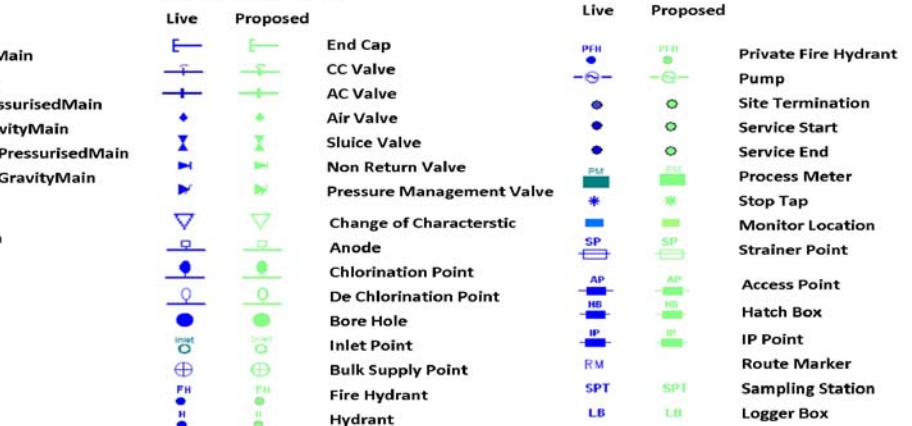 Live Proposed
Main
ssurisedMain
vityMain
PressurisedMain
GravityMain
End Cap
CC Valve
AC Valve
Air Valve
Sluice Valve
Non Return Valve
Pressure Management Valve
Change of Characterstic
Anode
Chlorination Point
De Chlorination Point
Bore Hole
Inlet Inlet Inlet Point
Bulk Supply Point
FH FH Fire Hydrant
H H Hydrant
Live Proposed
PFH PFH Private Fire Hydrant
Pump
Site Termination
Service Start
Service End
PM PM Process Meter
Stop Tap
Monitor Location
SP SP Strainer Point
AP AP Access Point
HB HB Hatch Box
IP IP IP Point
RM Route Marker
SPT SPT Sampling Station
LB LB Logger Box